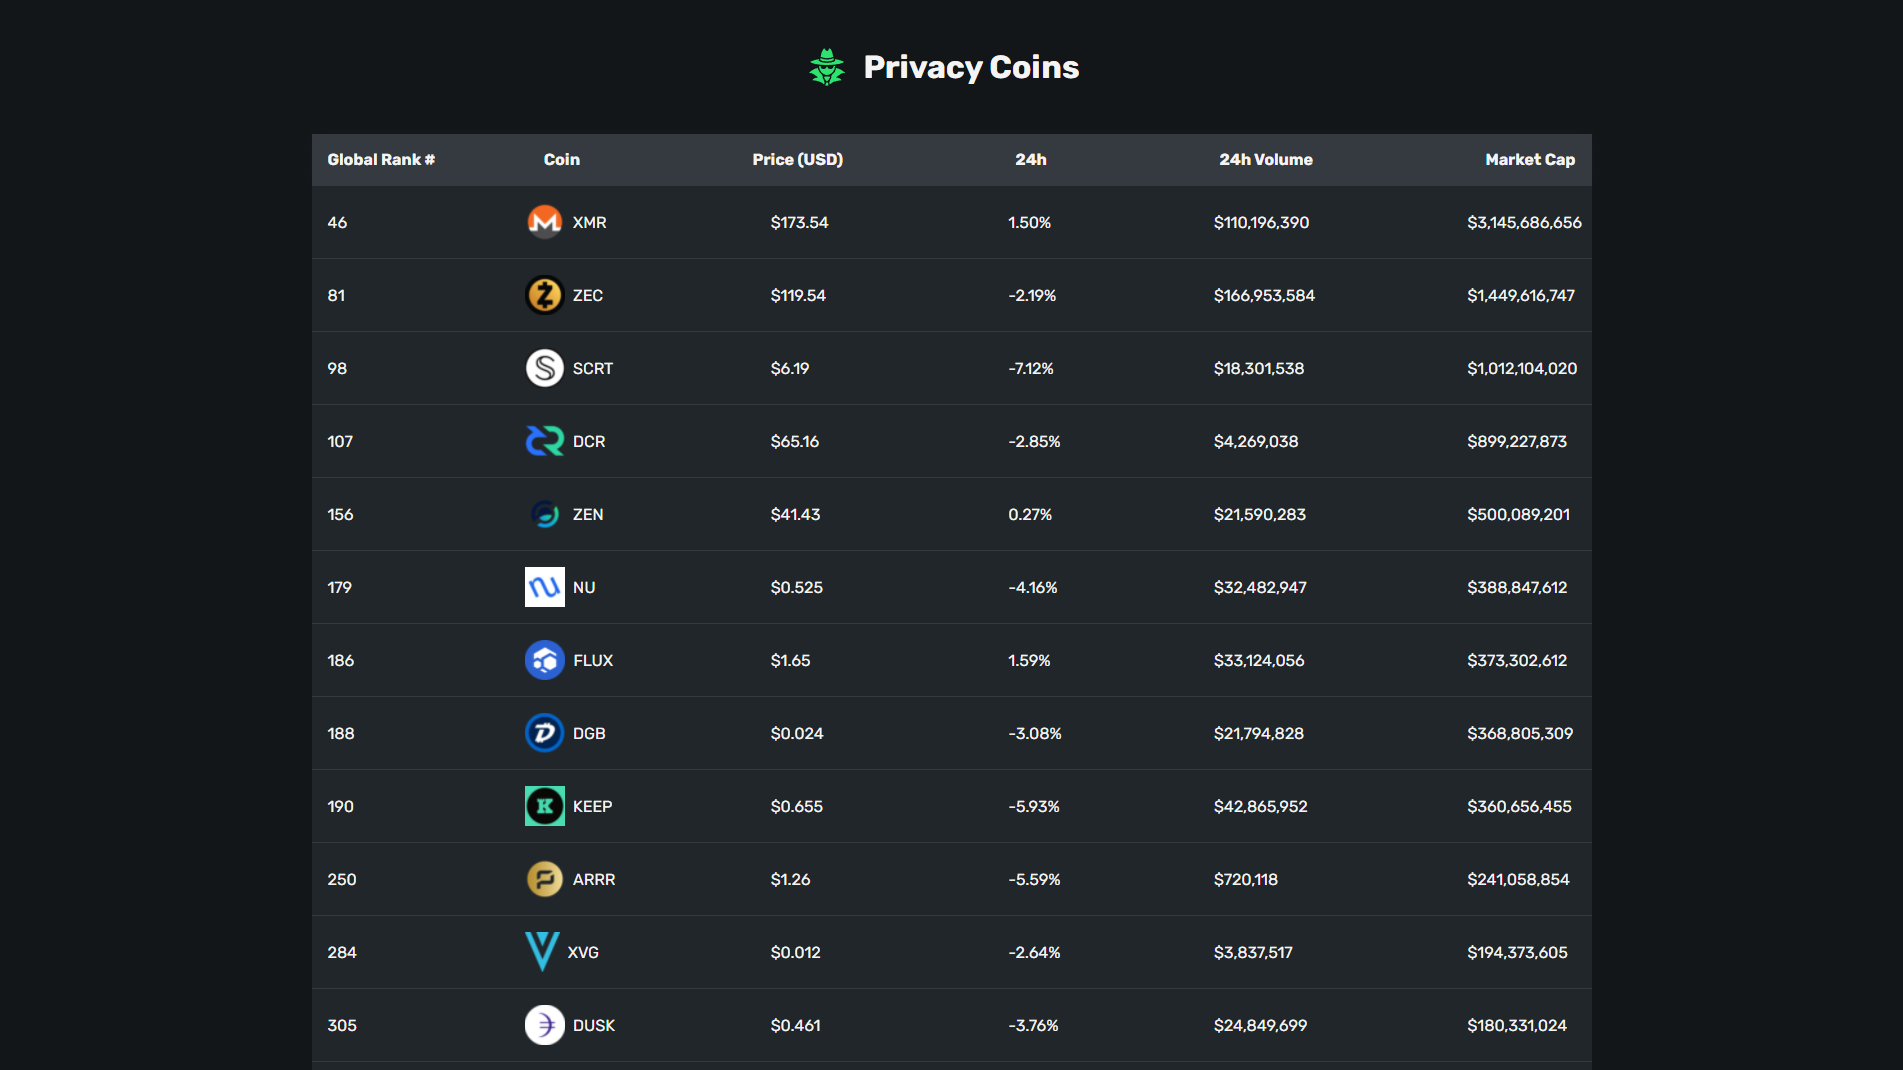 Privacy Coins
Global Rank # Coin Price (USD) 24h 24h Volume Market Cap
46 XMR $173.54 1.50% $110,196,390 $3,145,686,656
81 ZEC $119.54 -2.19% $166,953,584 $1,449,616,747
98 SCRT $6.19 -7.12% $18,301,538 $1,012,104,020
107 DCR $65.16 -2.85% $4,269,038 $899,227,873
156 ZEN $41.43 0.27% $21,590,283 $500,089,201
179 NU $0.525 -4.16% $32,482,947 $388,847,612
186 FLUX $1.65 1.59% $33,124,056 $373,302,612
188 DGB $0.024 -3.08% $21,794,828 $368,805,309
190 KEEP $0.655 -5.93% $42,865,952 $360,656,455
250 ARRR $1.26 -5.59% $720,118 $241,058,854
284 XVG $0.012 -2.64% $3,837,517 $194,373,605
305 DUSK $0.461 -3.76% $24,849,699 $180,331,024